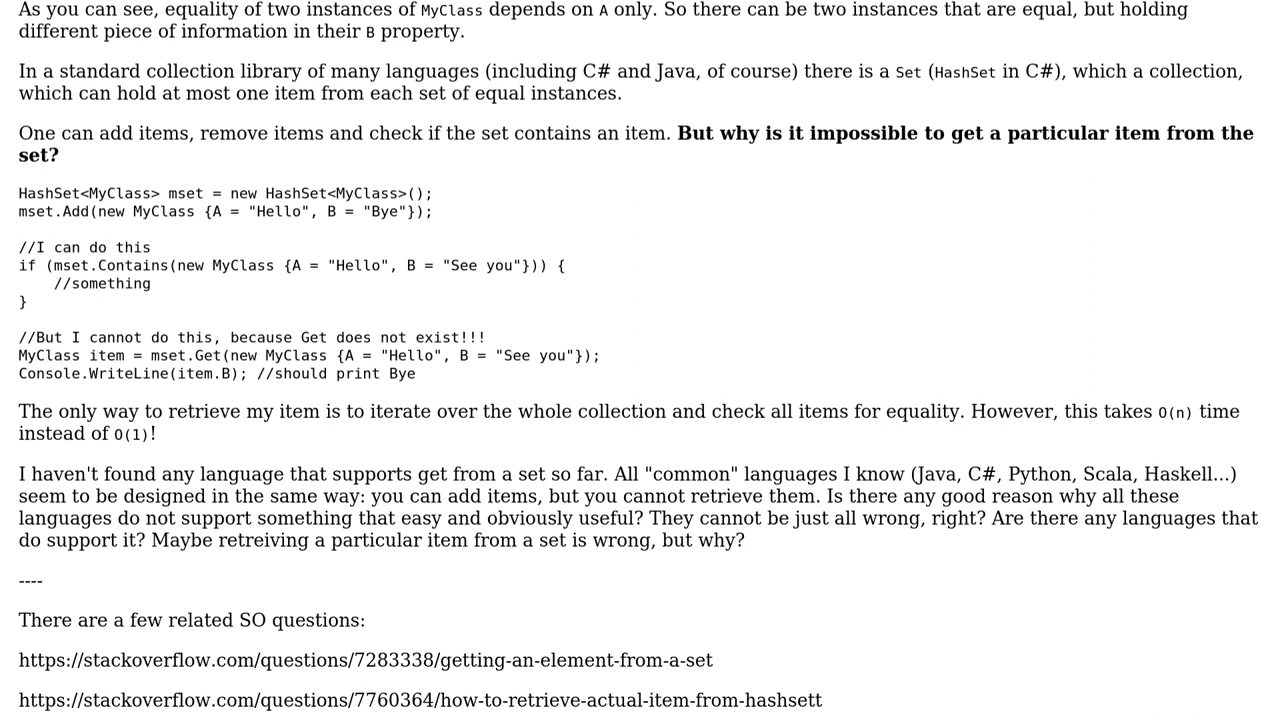 As you can see, equality of two instances of MyClass depends on A only. So there can be two instances that are equal, but holding
different piece of information in their B property.
In a standard collection library of many languages (including C# and Java, of course) there is a Set (HashSet in C#), which a collection,
which can hold at most one item from each set of equal instances.
One can add items, remove items and check if the set contains an item. But why is it impossible to get a particular item from the
set?
HashSet<MyClass> mset = new HashSet<MyClass>();
mset.Add(new MyClass {A = "Hello", B = "Bye"});
//I can do this
if (mset.Contains(new MyClass {A = "Hello", B = "See you"})) {
    //something
}
//But I cannot do this, because Get does not exist!!!
MyClass item = mset.Get(new MyClass {A = "Hello", B = "See you"});
Console.WriteLine(item.B); //should print Bye
The only way to retrieve my item is to iterate over the whole collection and check all items for equality. However, this takes O(n) time
instead of O(1)!
I haven't found any language that supports get from a set so far. All "common" languages I know (Java, C#, Python, Scala, Haskell...)
seem to be designed in the same way: you can add items, but you cannot retrieve them. Is there any good reason why all these
languages do not support something that easy and obviously useful? They cannot be just all wrong, right? Are there any languages that
do support it? Maybe retreiving a particular item from a set is wrong, but why?
----
There are a few related SO questions:
https://stackoverflow.com/questions/7283338/getting-an-element-from-a-set
https://stackoverflow.com/questions/7760364/how-to-retrieve-actual-item-from-hashsett